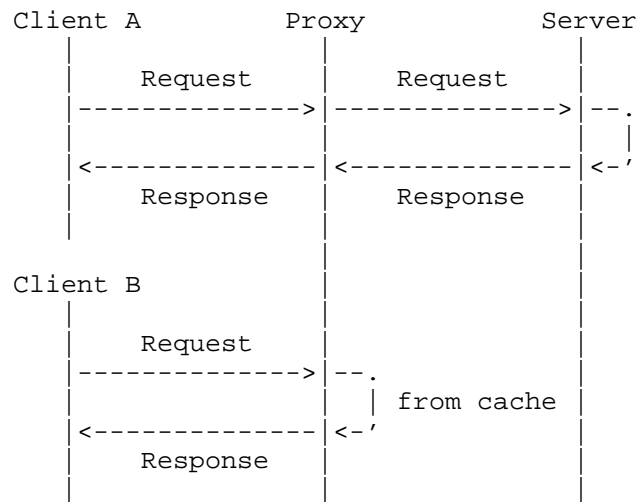 Client A Proxy Server
Request Request
Response Response
Client B
Request
from cache
Response